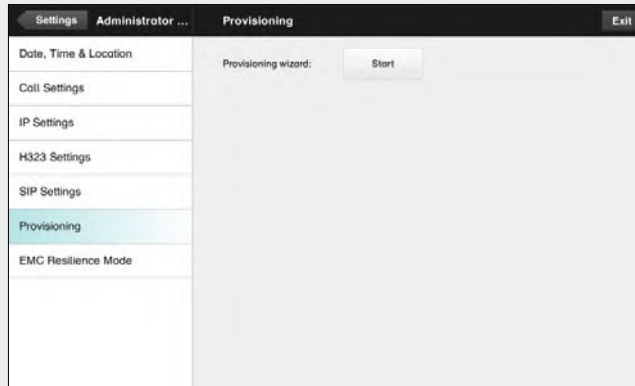 Settings Administrator ... Provisioning Exit
Date, Time & Location
Provisioning wizard: Start
Call Settings
IP Settings
H323 Settings
SIP Settings
Provisioning
EMC Resilience Mode